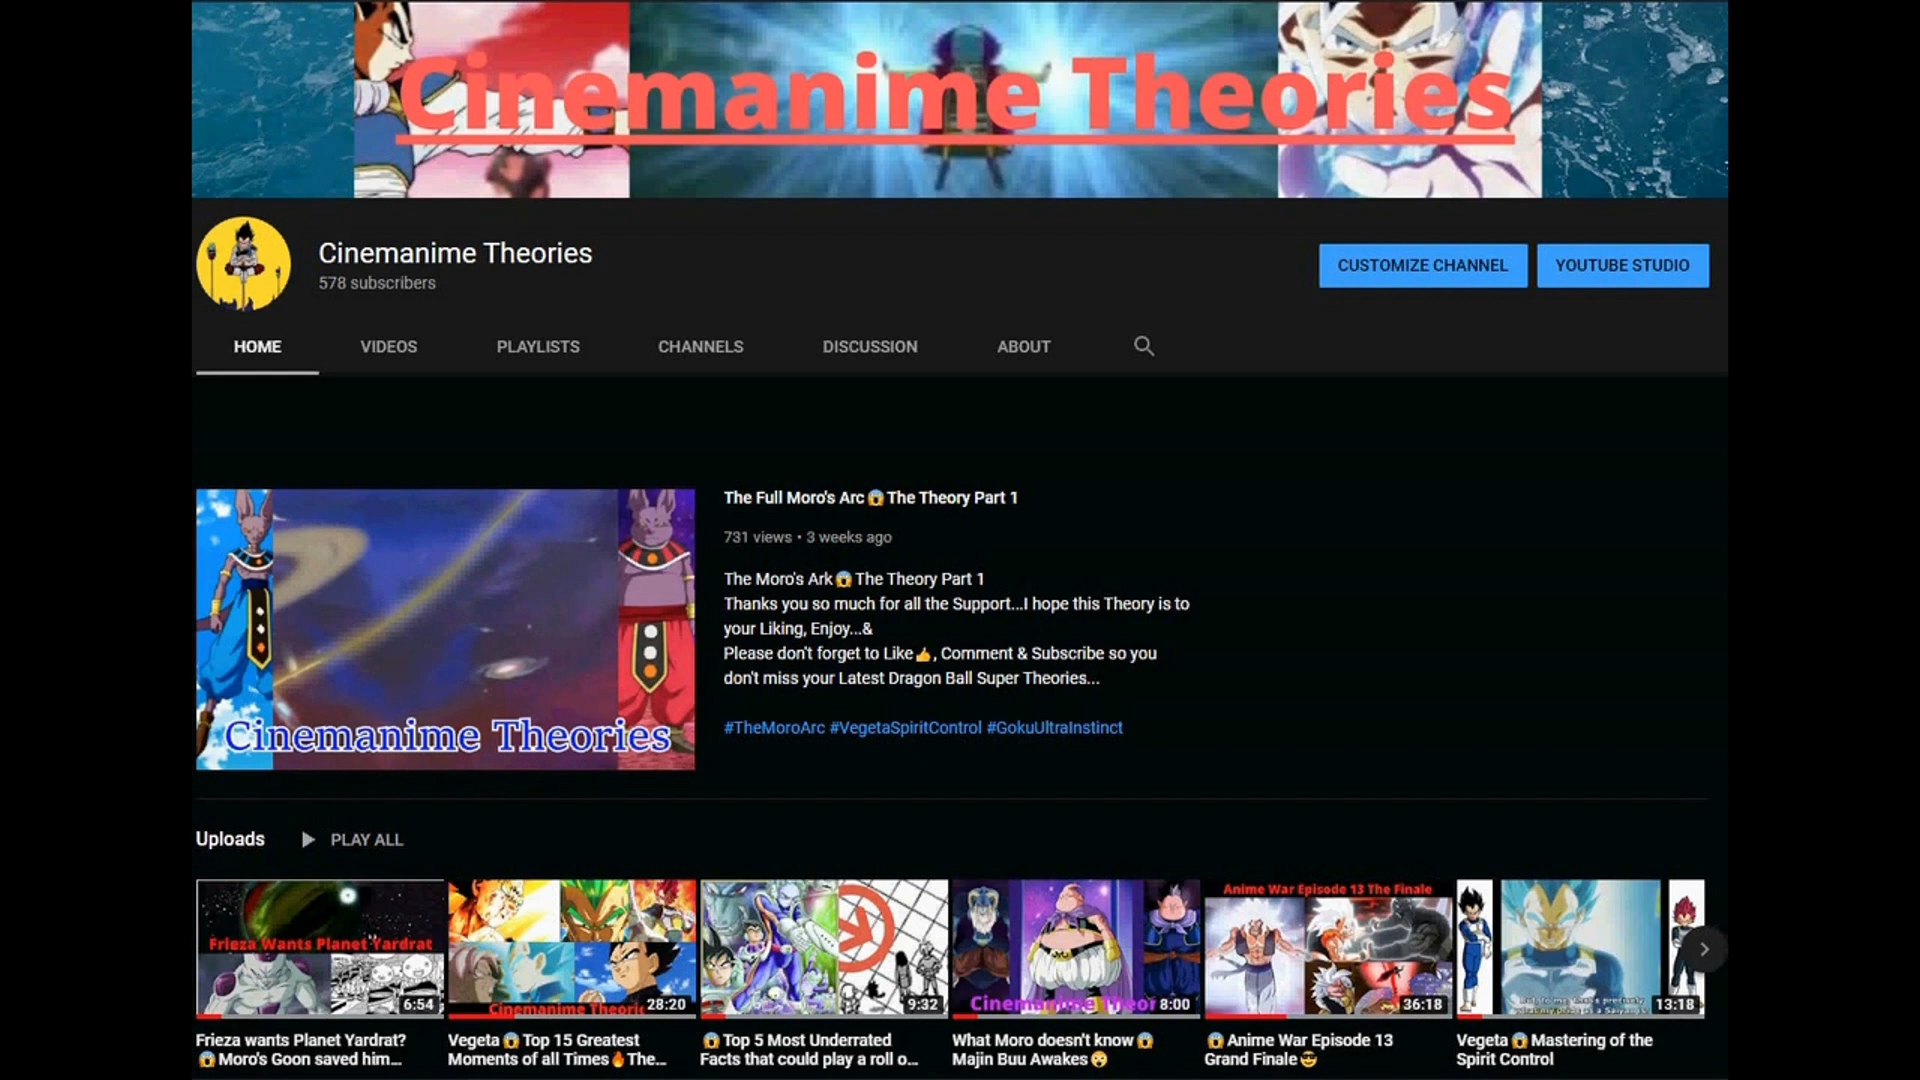 Cinemanime Theories
Cinemanime Theories
578 subscribers
CUSTOMIZE CHANNEL
YOUTUBE STUDIO
HOME
VIDEOS
PLAYLISTS
CHANNELS
DISCUSSION
ABOUT
The Full Moro's Arc😱The Theory Part 1
731 views • 3 weeks ago
The Moro's Ark😱The Theory Part 1
Thanks you so much for all the Support...I hope this Theory is to
your Liking, Enjoy...&
Please don't forget to Like👍, Comment & Subscribe so you
don't miss your Latest Dragon Ball Super Theories...
#TheMoroArc #VegetaSpiritControl #GokuUltraInstinct
Cinemanime Theories
Uploads
PLAY ALL
Frieza Wants Planet Yardrat
6:54
Cinemanime Theori
28:20
9:32
Cinemanime Theor
8:00
Anime War Episode 13 The Finale
36:18
13:18
Frieza wants Planet Yardrat?
😱Moro's Goon saved him...
Vegeta😱Top 15 Greatest
Moments of all Times🔥The...
😱Top 5 Most Underrated
Facts that could play a roll o...
What Moro doesn't know😱
Majin Buu Awakes😳
😱Anime War Episode 13
Grand Finale😎
Vegeta😱Mastering of the
Spirit Control